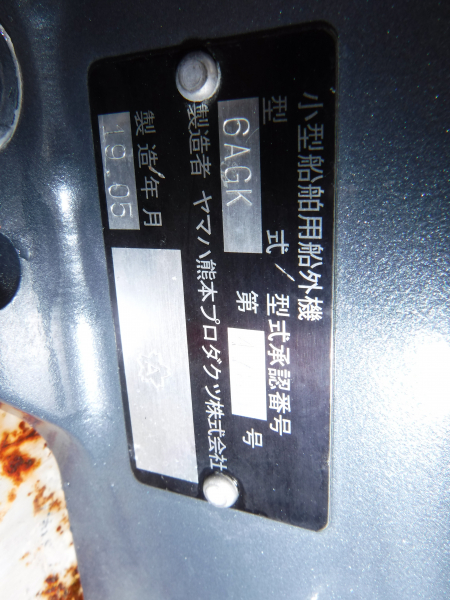 小型船舶用船外機
型式/型式承認番号
6AGK 第 号
製造者 ヤマハ熊本プロダクツ株式会社
製造/年月
19.05